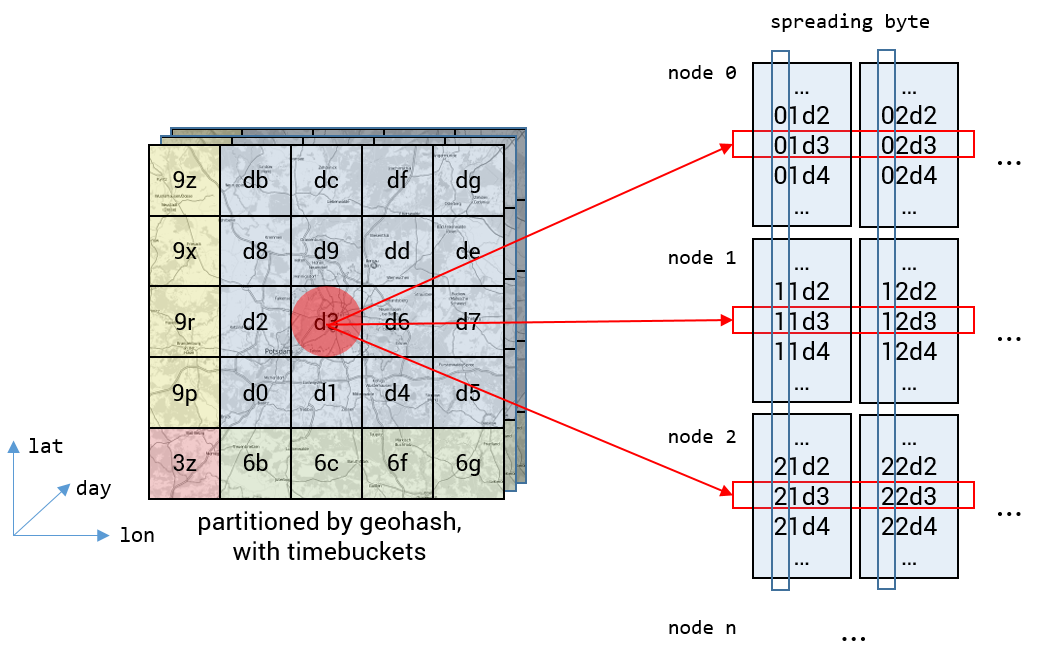 spreading byte
node 0
... ...
01d2 02d2
01d3 02d3 ...
01d4 02d4
... ...
9z db dc df dg
9x d8 d9 dd de
9r d2 d3 d6 d7
9p d0 d1 d4 d5
3z 6b 6c 6f 6g
Potsdam
node 1
... ...
11d2 12d2
11d3 12d3 ...
11d4 12d4
... ...
node 2
... ...
21d2 22d2
21d3 22d3 ...
21d4 22d4
... ...
lat
day
lon
partitioned by geohash,
with timebuckets
node n
...